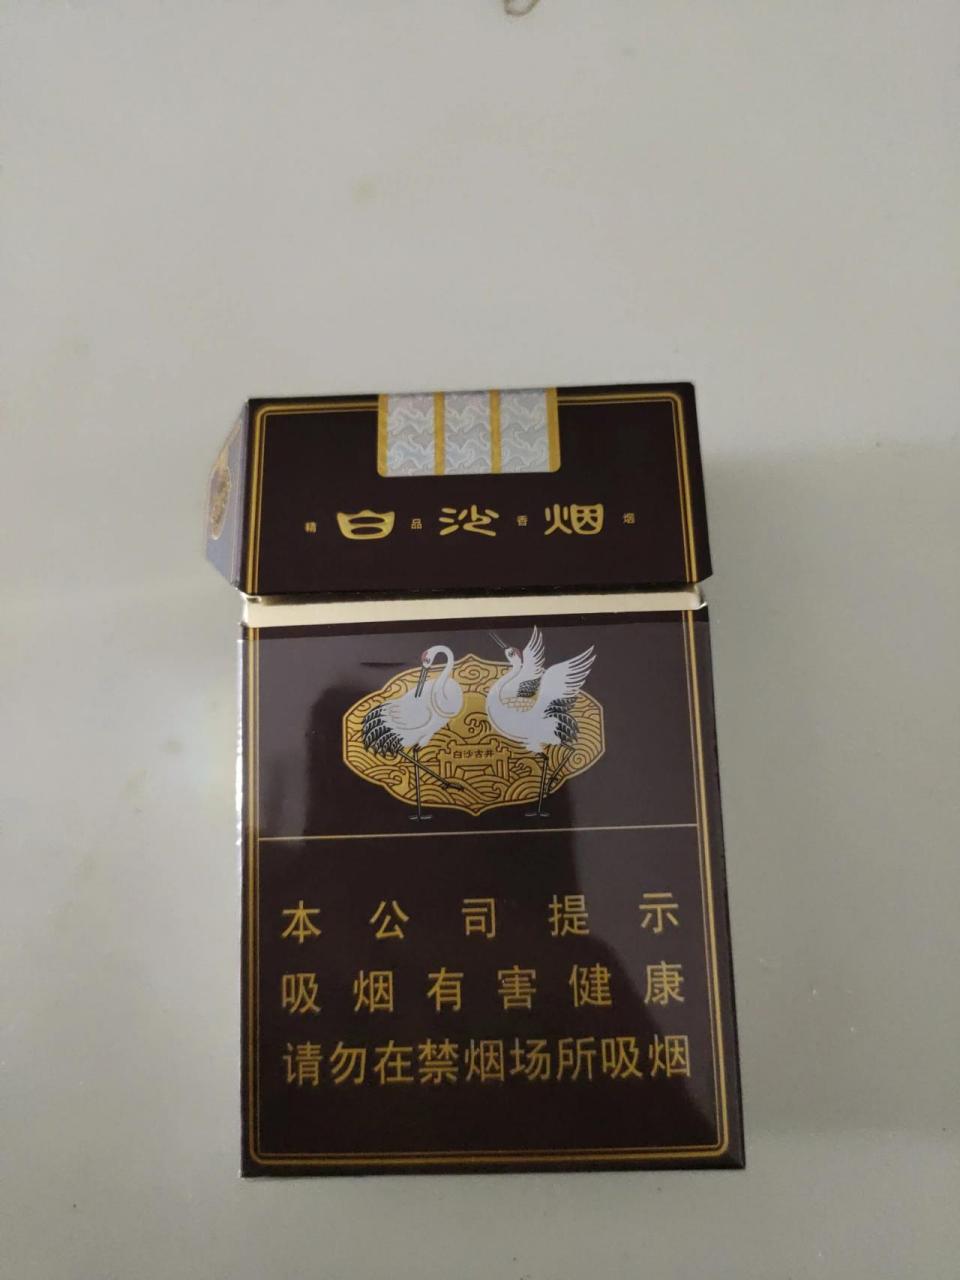 精白品沙香烟烟
白沙古井
本公司提示
吸烟有害健康
请勿在禁烟场所吸烟